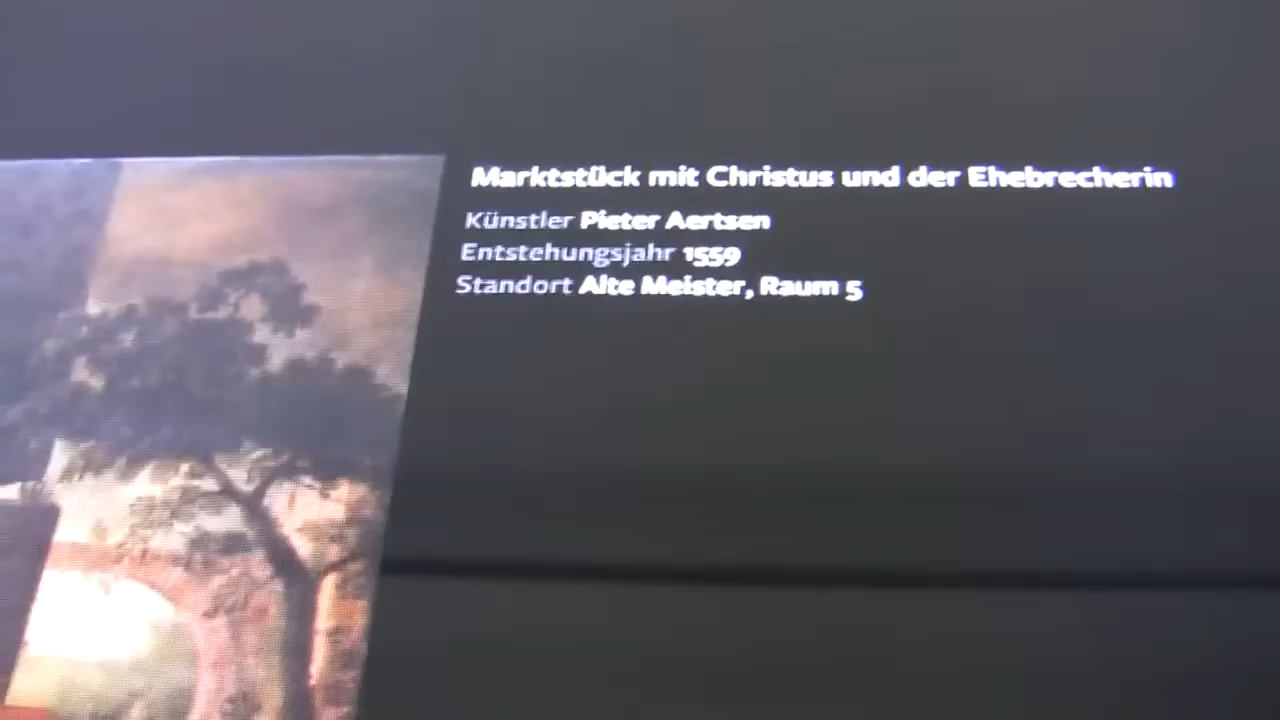 Marktstück mit Christus und der Ehebrecherin
Künstler Pieter Aertsen
Entstehungsjahr 1559
Standort Alte Meister, Raum 5